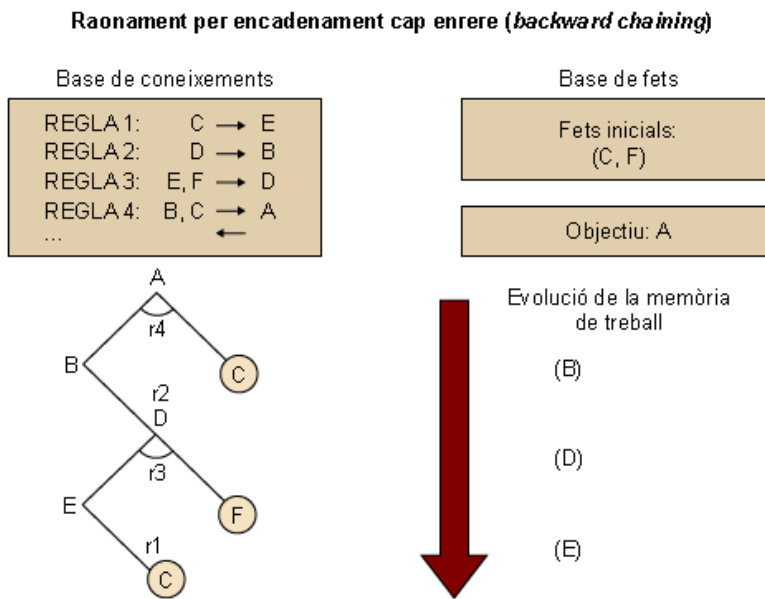 Raonament per encadenament cap enrere (backward chaining)
Base de coneixements
REGLA 1: C → E
REGLA 2: D → B
REGLA 3: E, F → D
REGLA 4: B, C → A
... ←
Base de fets
Fets inicials:
(C, F)
Objectiu: A
A
r4
B
C
r2
D
r3
E
F
r1
C
Evolució de la memòria
de treball
(B)
(D)
(E)